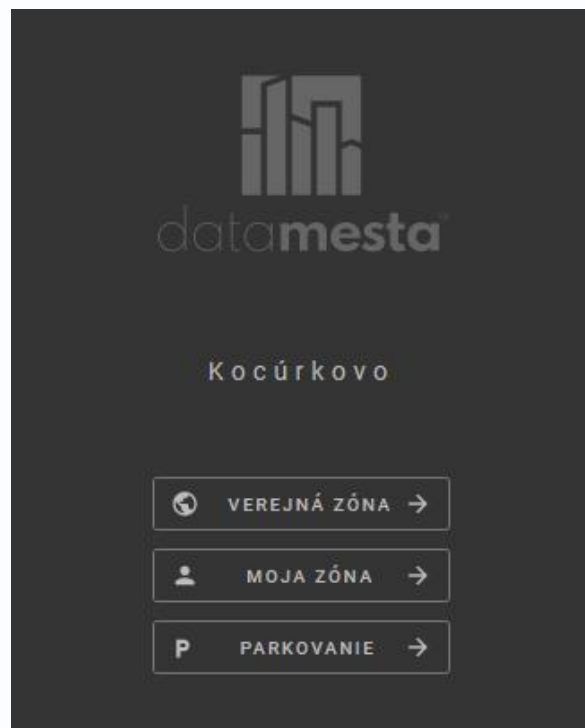 datamesta®
Kocúrkovo
VEREJNÁ ZÓNA
MOJA ZÓNA
P PARKOVANIE